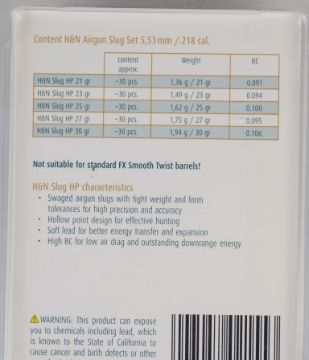 Content H&N Airgun Slug Set 5,53 mm /.218 cal.
content approx. Weight BC
H&N Slug HP 21 gr ~30 pcs. 1,36 g / 21 gr 0.091
H&N Slug HP 23 gr ~30 pcs. 1,49 g / 23 gr 0.094
H&N Slug HP 25 gr ~30 pcs. 1,62 g / 25 gr 0.100
H&N Slug HP 27 gr ~30 pcs. 1,75 g / 27 gr 0.095
H&N Slug HP 30 gr ~30 pcs. 1,94 g / 30 gr 0.106
Not suitable for standard FX Smooth Twist barrels!
H&N Slug HP characteristics
• Swaged airgun slugs with tight weight and form
tolerances for high precision and accuracy
• Hollow point design for effective hunting
• Soft lead for better energy transfer and expansion
• High BC for low air drag and outstanding downrange energy
⚠WARNING: This product can expose
you to chemicals including lead, which
is known to the State of California to
cause cancer and birth defects or other